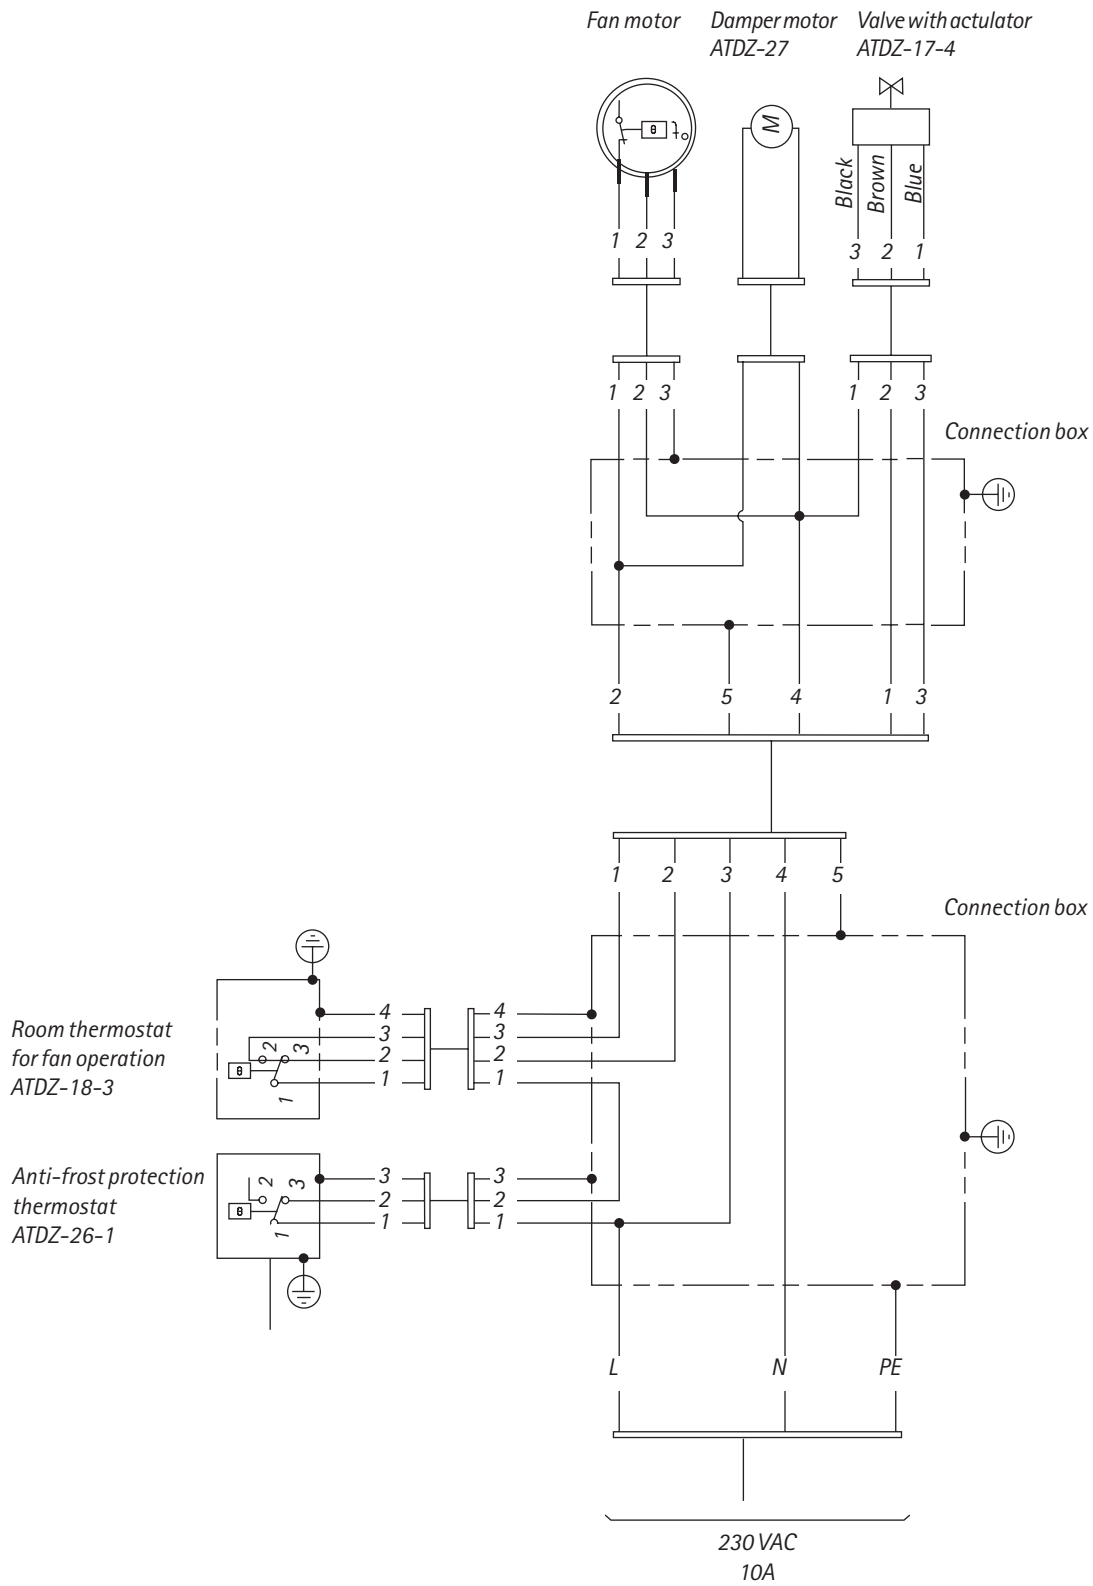 Fan motor
Damper motor
ATDZ-27
Valve with actulator
ATDZ-17-4
M
θ
Black
Brown
Blue
1 2 3
3 2 1
1 2 3
1 2 3
Connection box
2 5 4 1 3
1 2 3 4 5
Connection box
Room thermostat
for fan operation
ATDZ-18-3
θ
2
3
1
4 4
3 3
2 2
1 1
Anti-frost protection
thermostat
ATDZ-26-1
θ
2
3
1
3 3
2 2
1 1
L N PE
230 VAC
10A